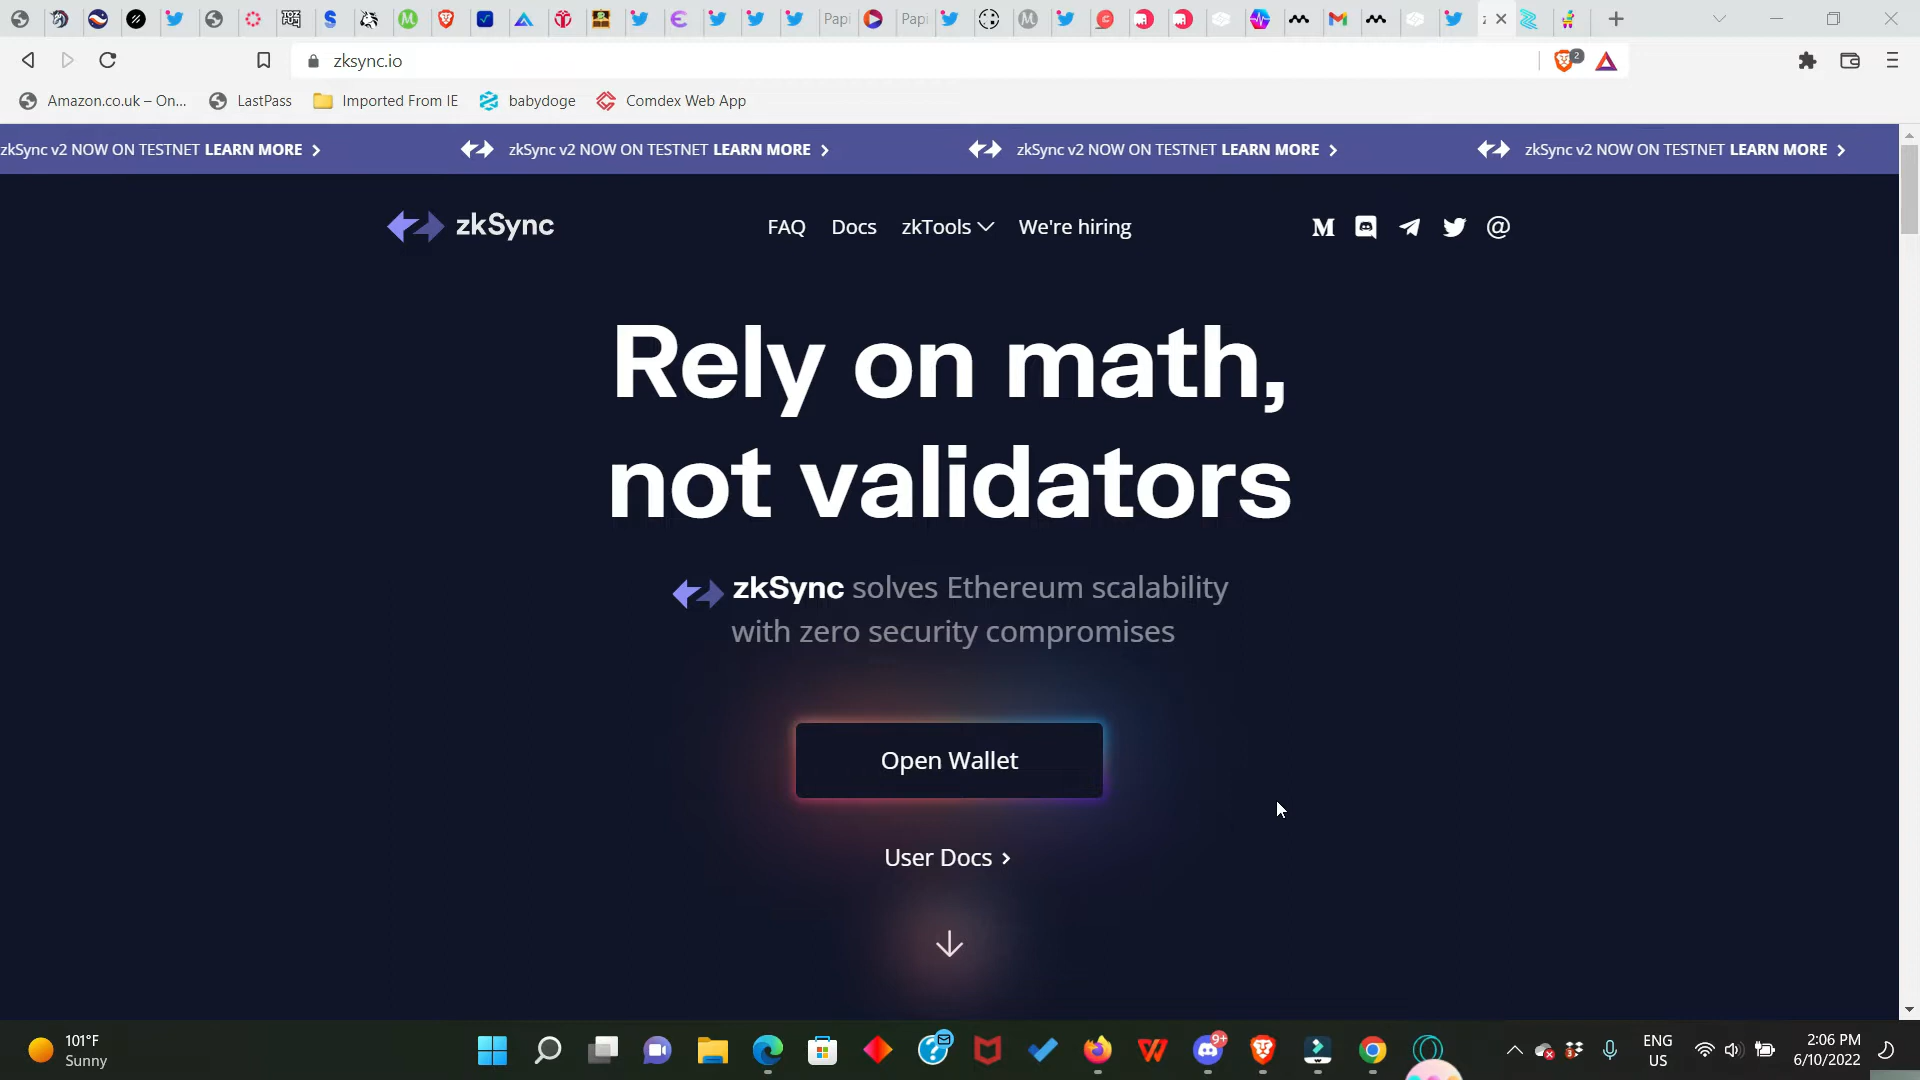 Papi
Papi
zksync.io
2
Amazon.co.uk – On...
LastPass
Imported From IE
babydoge
Comdex Web App
zkSync v2 NOW ON TESTNET LEARN MORE
zkSync v2 NOW ON TESTNET LEARN MORE
zkSync v2 NOW ON TESTNET LEARN MORE
zkSync v2 NOW ON TESTNET LEARN MORE
zkSync
FAQ
Docs
zkTools
We're hiring
Rely on math,
not validators
zkSync solves Ethereum scalability
with zero security compromises
Open Wallet
User Docs
101°F
Sunny
9+
ENG
US
2:06 PM
6/10/2022